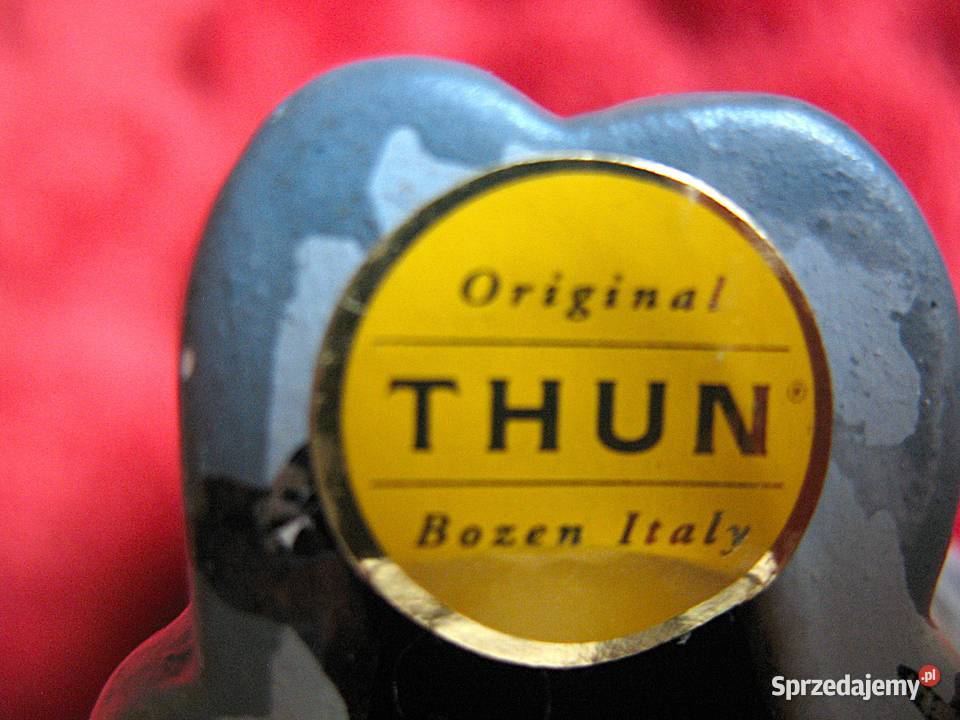 Original
THUN®
Bozen Italy
Sprzedajemy.pl